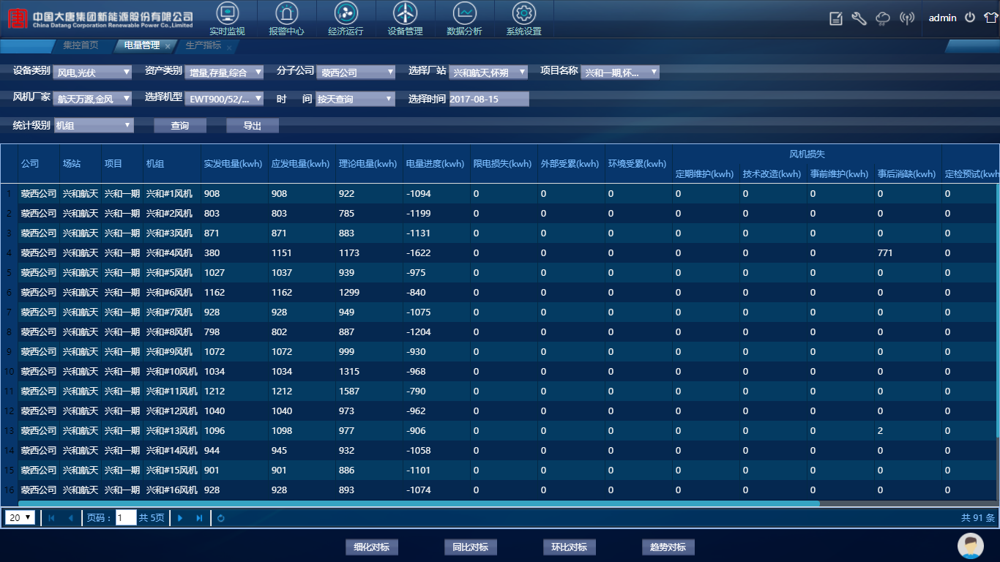 中国大唐集团新能源股份有限公司
China Datang Corporation Renewable Power Co.,Limited
实时监视 报警中心 经济运行 设备管理 数据分析 系统设置
admin
集控首页 电量管理 × 生产指标 ×
设备类别 风电,光伏 资产类别 增量,存量,综合 分子公司 蒙西公司 选择厂站 兴和航天,怀朔 项目名称 兴和一期,怀...
风机厂家 航天万源,金风 选择机型 EWT900/52/... 时 间 按天查询 选择时间 2017-08-15
统计级别 机组 查询 导出
公司 场站 项目 机组 实发电量(kwh) 应发电量(kwh) 理论电量(kwh) 电量进度(kwh) 限电损失(kwh) 外部受累(kwh) 环境受累(kwh) 风机损失
定期维护(kwh) 技术改造(kwh) 事前维护(kwh) 事后消缺(kwh) 定检预试(kwh
1 蒙西公司 兴和航天 兴和一期 兴和#1风机 908 908 922 -1094 0 0 0 0 0 0 0 0
2 蒙西公司 兴和航天 兴和一期 兴和#2风机 803 803 785 -1199 0 0 0 0 0 0 0 0
3 蒙西公司 兴和航天 兴和一期 兴和#3风机 871 871 883 -1131 0 0 0 0 0 0 0 0
4 蒙西公司 兴和航天 兴和一期 兴和#4风机 380 1151 1173 -1622 0 0 0 0 0 0 771 0
5 蒙西公司 兴和航天 兴和一期 兴和#5风机 1027 1037 939 -975 0 0 0 0 0 0 0 0
6 蒙西公司 兴和航天 兴和一期 兴和#6风机 1162 1162 1299 -840 0 0 0 0 0 0 0 0
7 蒙西公司 兴和航天 兴和一期 兴和#7风机 928 928 949 -1075 0 0 0 0 0 0 0 0
8 蒙西公司 兴和航天 兴和一期 兴和#8风机 798 802 887 -1204 0 0 0 0 0 0 0 0
9 蒙西公司 兴和航天 兴和一期 兴和#9风机 1072 1072 999 -930 0 0 0 0 0 0 0 0
10 蒙西公司 兴和航天 兴和一期 兴和#10风机 1034 1034 1315 -968 0 0 0 0 0 0 0 0
11 蒙西公司 兴和航天 兴和一期 兴和#11风机 1212 1212 1587 -790 0 0 0 0 0 0 0 0
12 蒙西公司 兴和航天 兴和一期 兴和#12风机 1040 1040 973 -962 0 0 0 0 0 0 0 0
13 蒙西公司 兴和航天 兴和一期 兴和#13风机 1096 1098 977 -906 0 0 0 0 0 0 2 0
14 蒙西公司 兴和航天 兴和一期 兴和#14风机 944 945 932 -1058 0 0 0 0 0 0 0 0
15 蒙西公司 兴和航天 兴和一期 兴和#15风机 901 901 886 -1101 0 0 0 0 0 0 0 0
16 蒙西公司 兴和航天 兴和一期 兴和#16风机 928 928 893 -1074 0 0 0 0 0 0 0 0
20 页码： 1 共 5页 共 91 条
细化对标 同比对标 环比对标 趋势对标